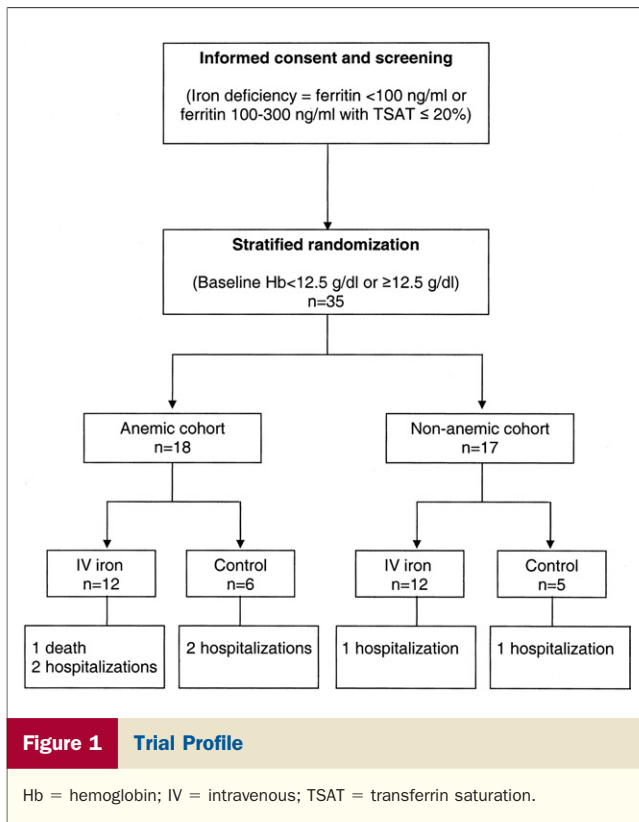 Informed consent and screening
(Iron deficiency = ferritin <100 ng/ml or
ferritin 100-300 ng/ml with TSAT ≤ 20%)
Stratified randomization
(Baseline Hb<12.5 g/dl or ≥12.5 g/dl)
n=35
Anemic cohort
n=18
Non-anemic cohort
n=17
IV iron
n=12
Control
n=6
IV iron
n=12
Control
n=5
1 death
2 hospitalizations
2 hospitalizations
1 hospitalization
1 hospitalization
Figure 1 Trial Profile
Hb = hemoglobin; IV = intravenous; TSAT = transferrin saturation.